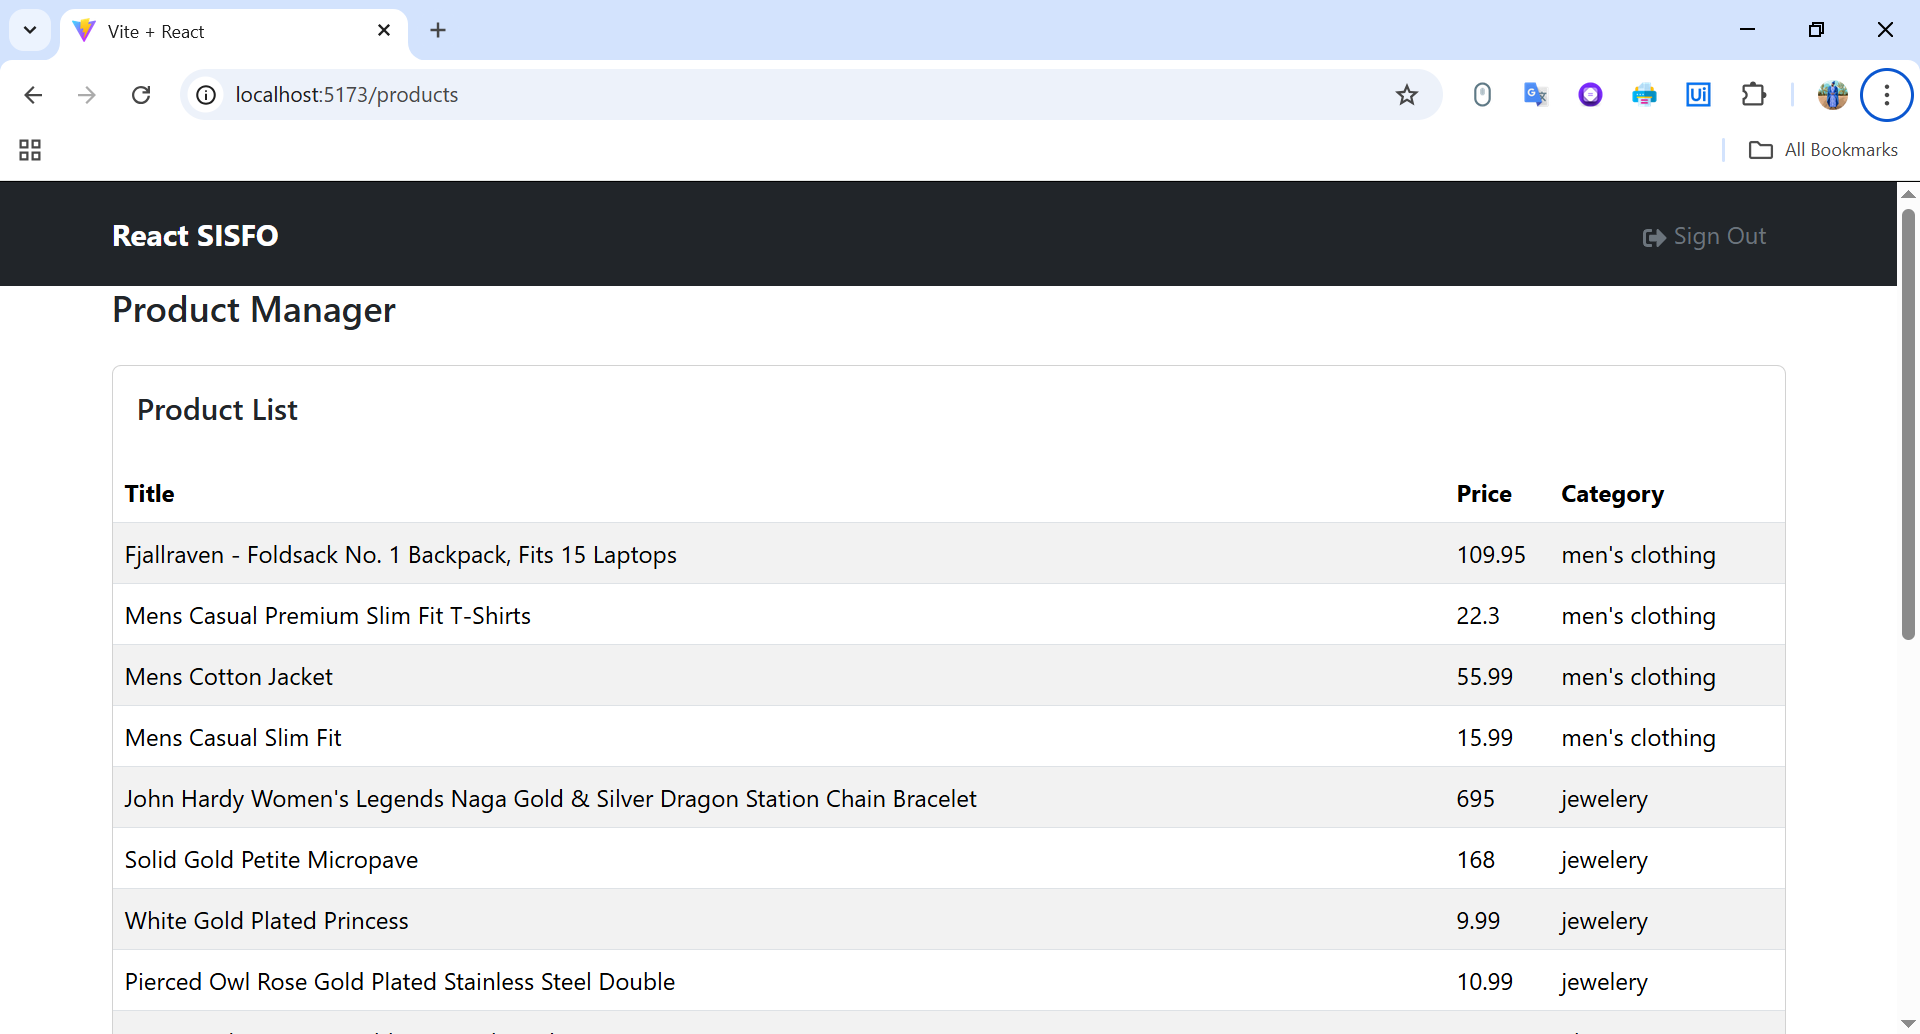 Vite + React
localhost:5173/products
All Bookmarks
React SISFO
Sign Out
Product Manager
Product List
Title Price Category
Fjallraven - Foldsack No. 1 Backpack, Fits 15 Laptops 109.95 men's clothing
Mens Casual Premium Slim Fit T-Shirts 22.3 men's clothing
Mens Cotton Jacket 55.99 men's clothing
Mens Casual Slim Fit 15.99 men's clothing
John Hardy Women's Legends Naga Gold & Silver Dragon Station Chain Bracelet 695 jewelery
Solid Gold Petite Micropave 168 jewelery
White Gold Plated Princess 9.99 jewelery
Pierced Owl Rose Gold Plated Stainless Steel Double 10.99 jewelery